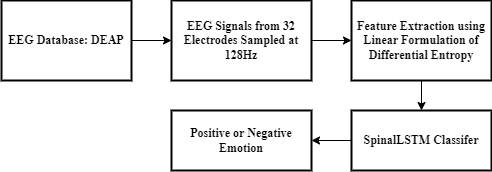 EEG Database: DEAP
EEG Signals from 32
Electrodes Sampled at
128Hz
Feature Extraction using
Linear Formulation of
Differential Entropy
SpinalLSTM Classifer
Positive or Negative
Emotion